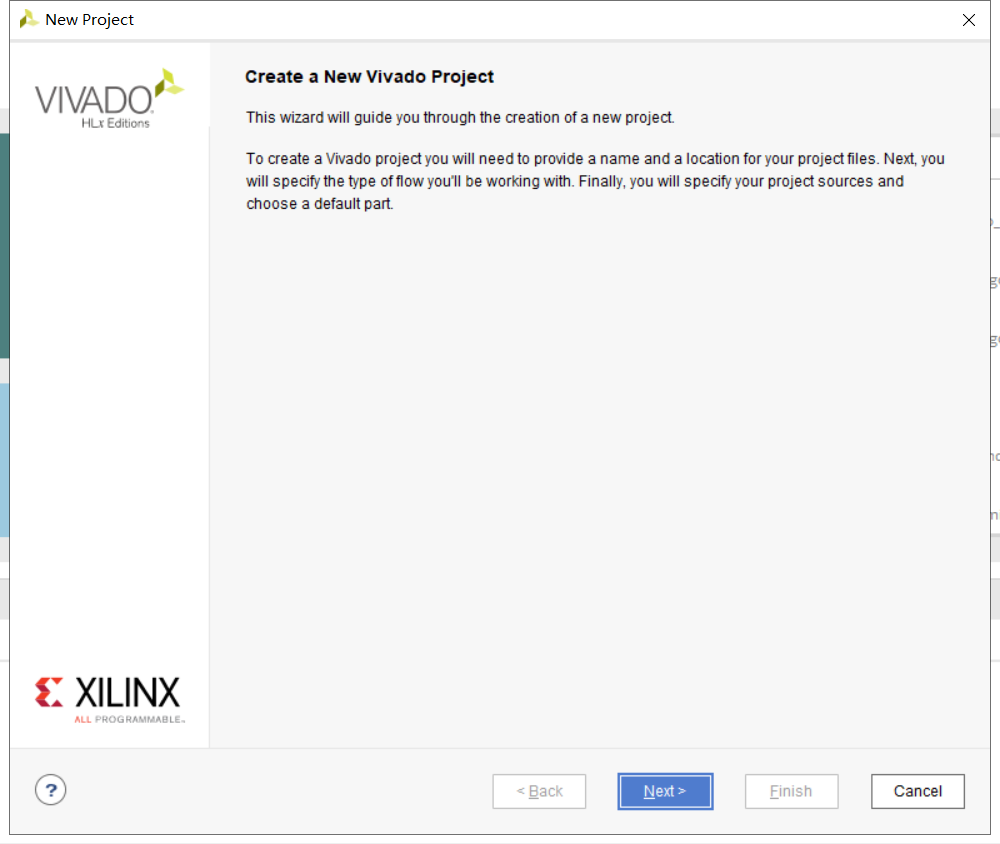 New Project
VIVADO
HLx Editions
Create a New Vivado Project
This wizard will guide you through the creation of a new project.
To create a Vivado project you will need to provide a name and a location for your project files. Next, you
will specify the type of flow you'll be working with. Finally, you will specify your project sources and
choose a default part.
XILINX
ALL PROGRAMMABLE™
?
< Back
Next >
Finish
Cancel